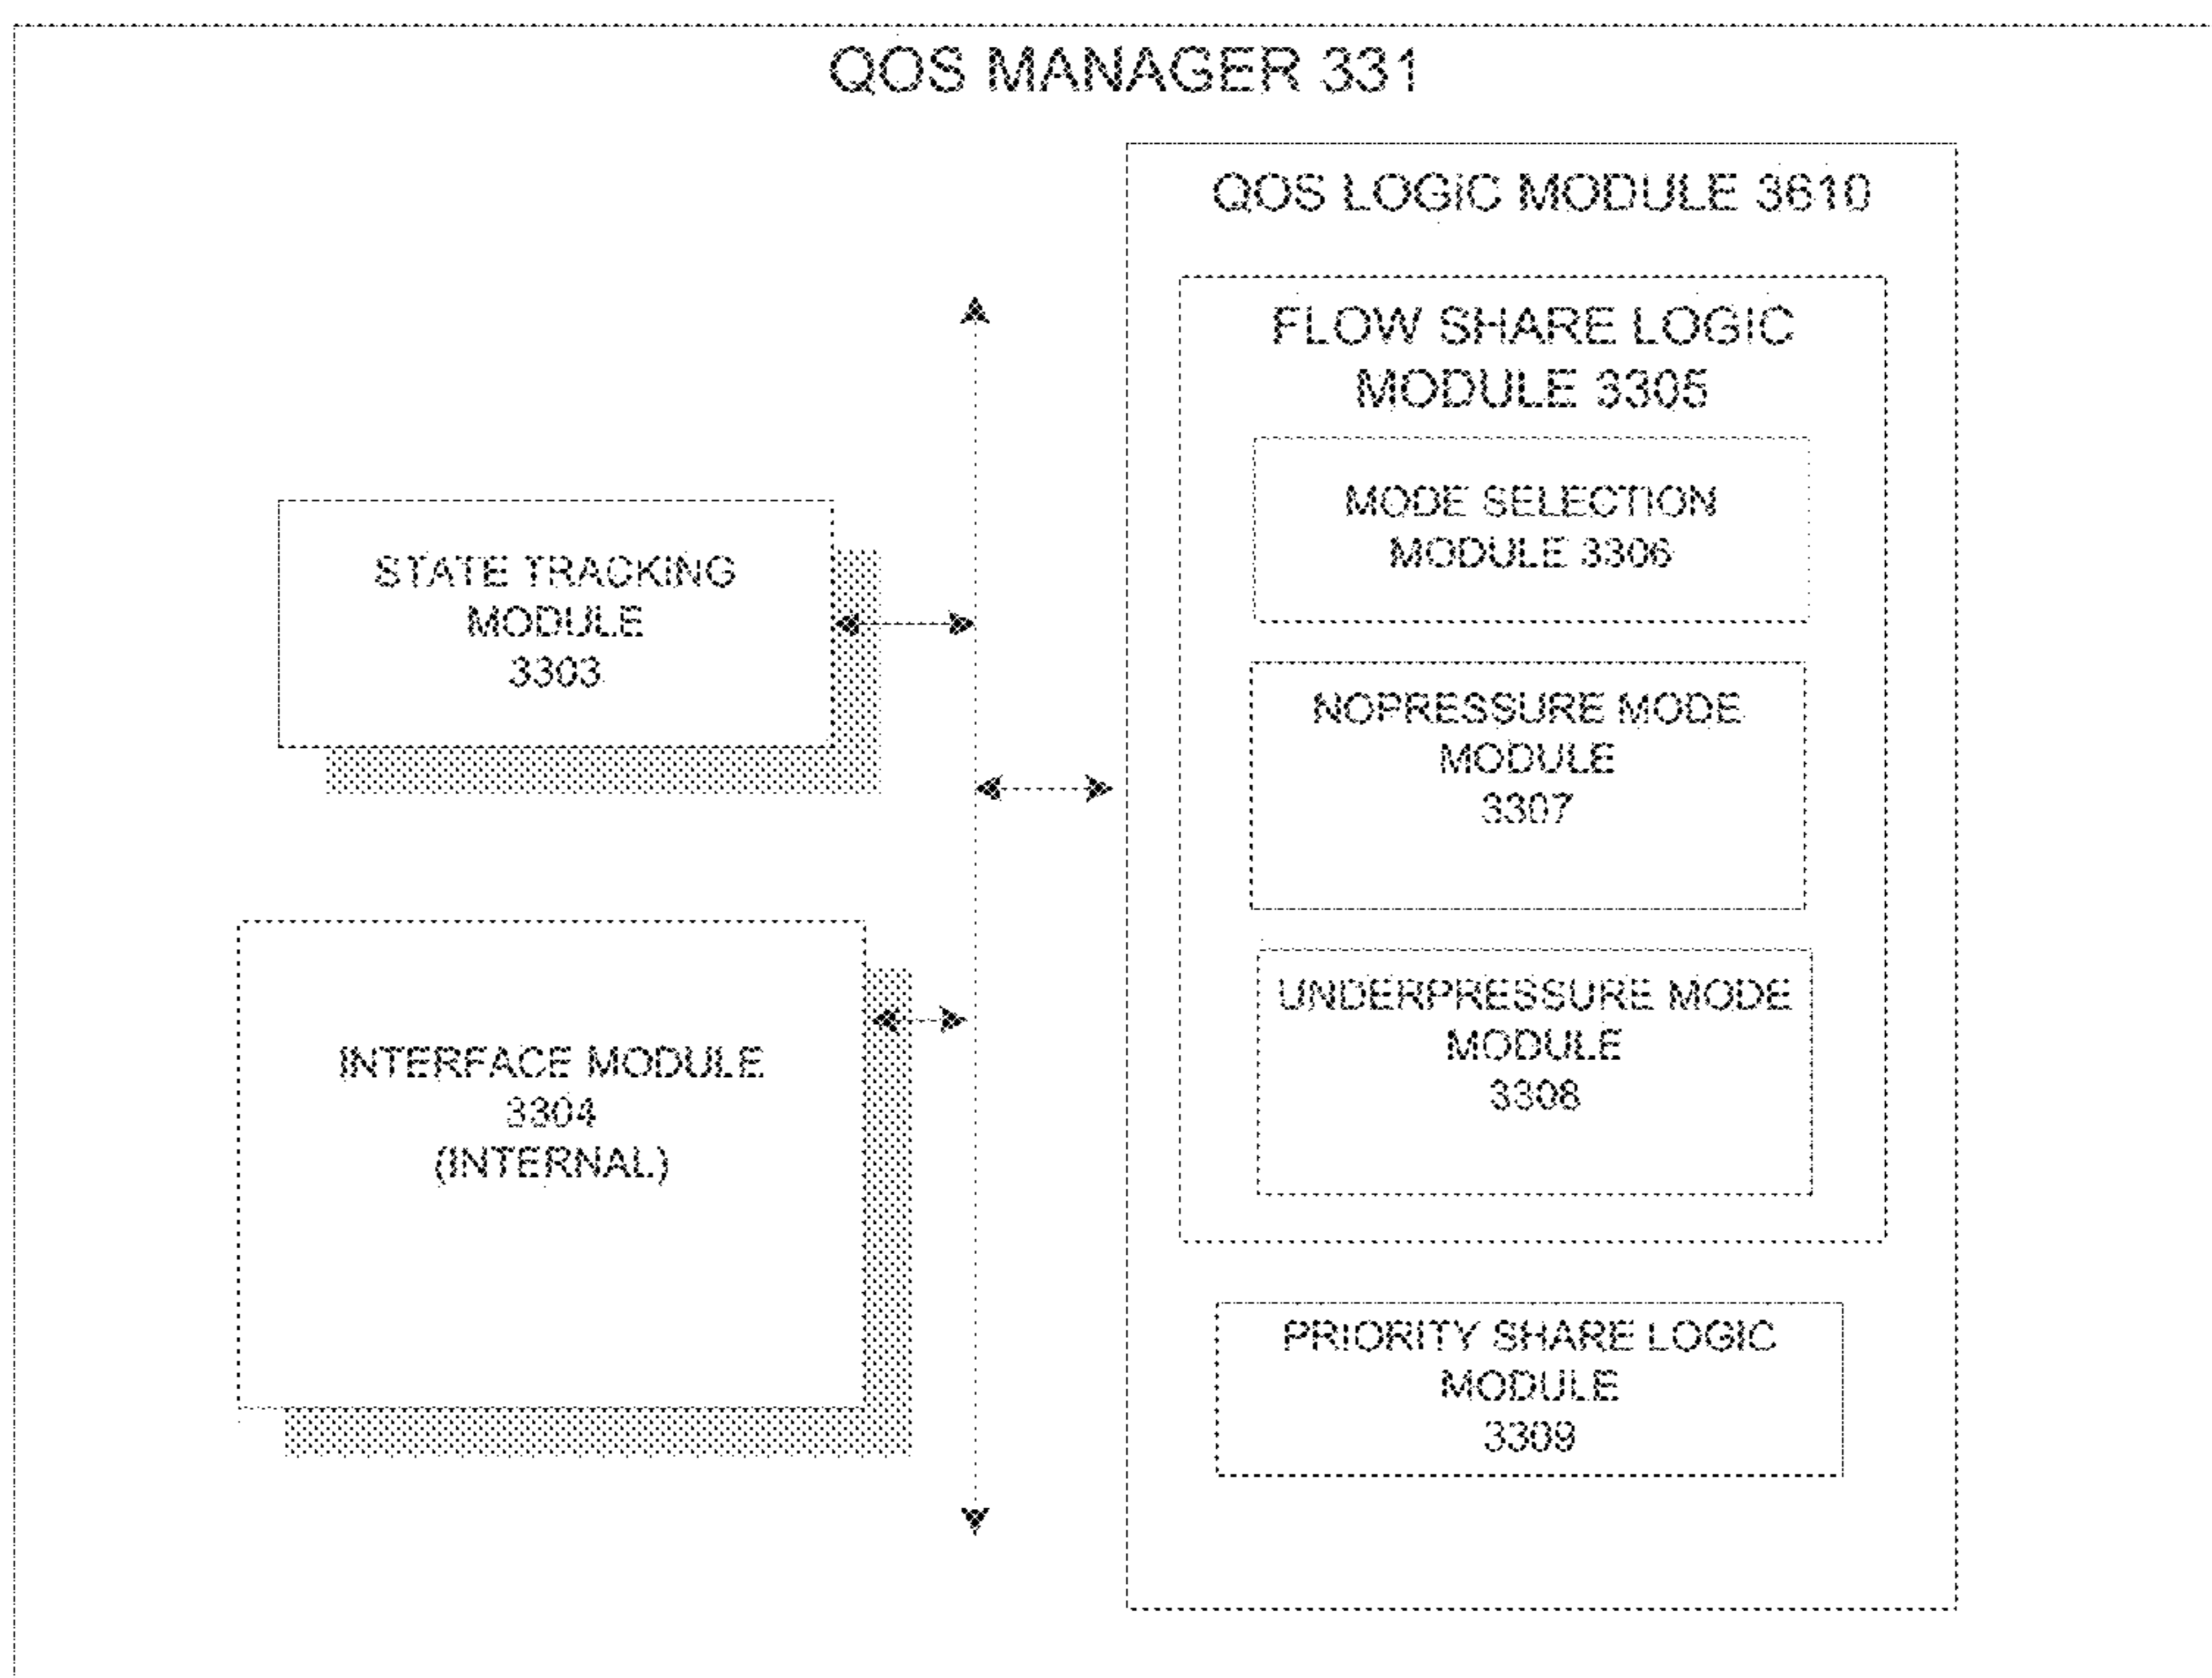 QOS MANAGER 331
STATE TRACKING
MODULE
3303
INTERFACE MODULE
3304
(INTERNAL)
QOS LOGIC MODULE 3610
FLOW SHARE LOGIC
MODULE 3305
MODE SELECTION
MODULE 3306
NOPRESSURE MODE
MODULE
3307
UNDERPRESSURE MODE
MODULE
3308
PRIORITY SHARE LOGIC
MODULE
3309